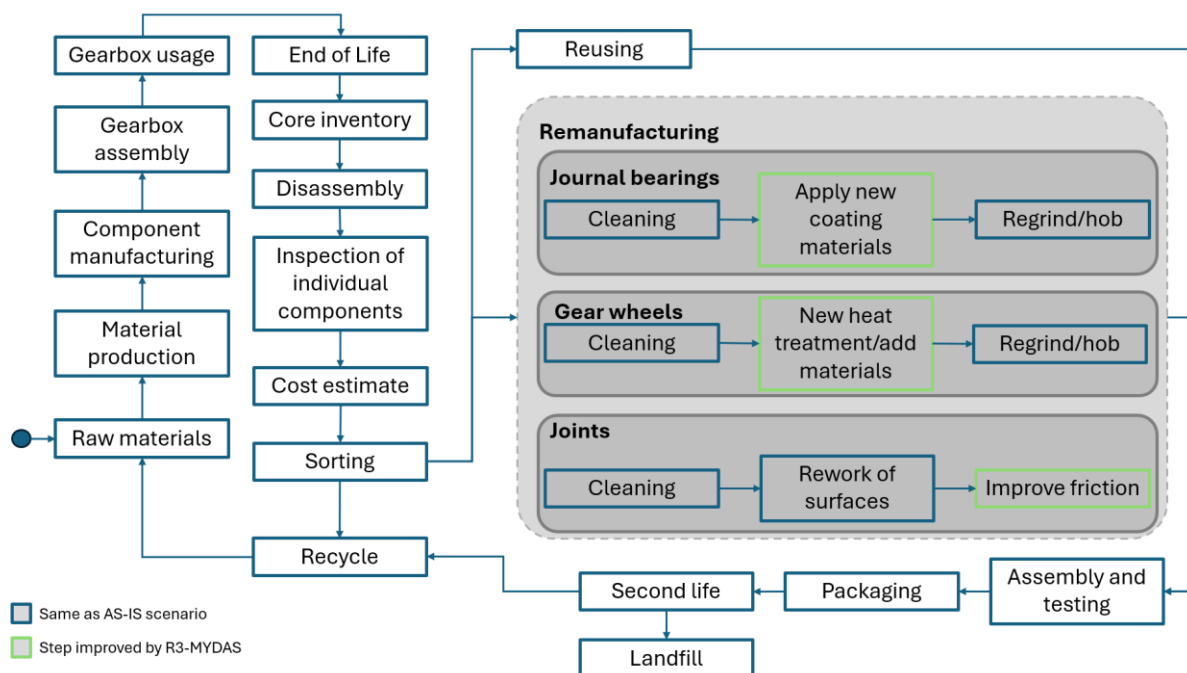 Gearbox usage
Gearbox
assembly
Component
manufacturing
Material
production
Raw materials
End of Life
Core inventory
Disassembly
Inspection of
individual
components
Cost estimate
Sorting
Recycle
Reusing
Remanufacturing
Journal bearings
Cleaning
Apply new
coating
materials
Regrind/hob
Gear wheels
Cleaning
New heat
treatment/add
materials
Regrind/hob
Joints
Cleaning
Rework of
surfaces
Improve friction
Assembly and
testing
Packaging
Second life
Landfill
Same as AS-IS scenario
Step improved by R3-MYDAS